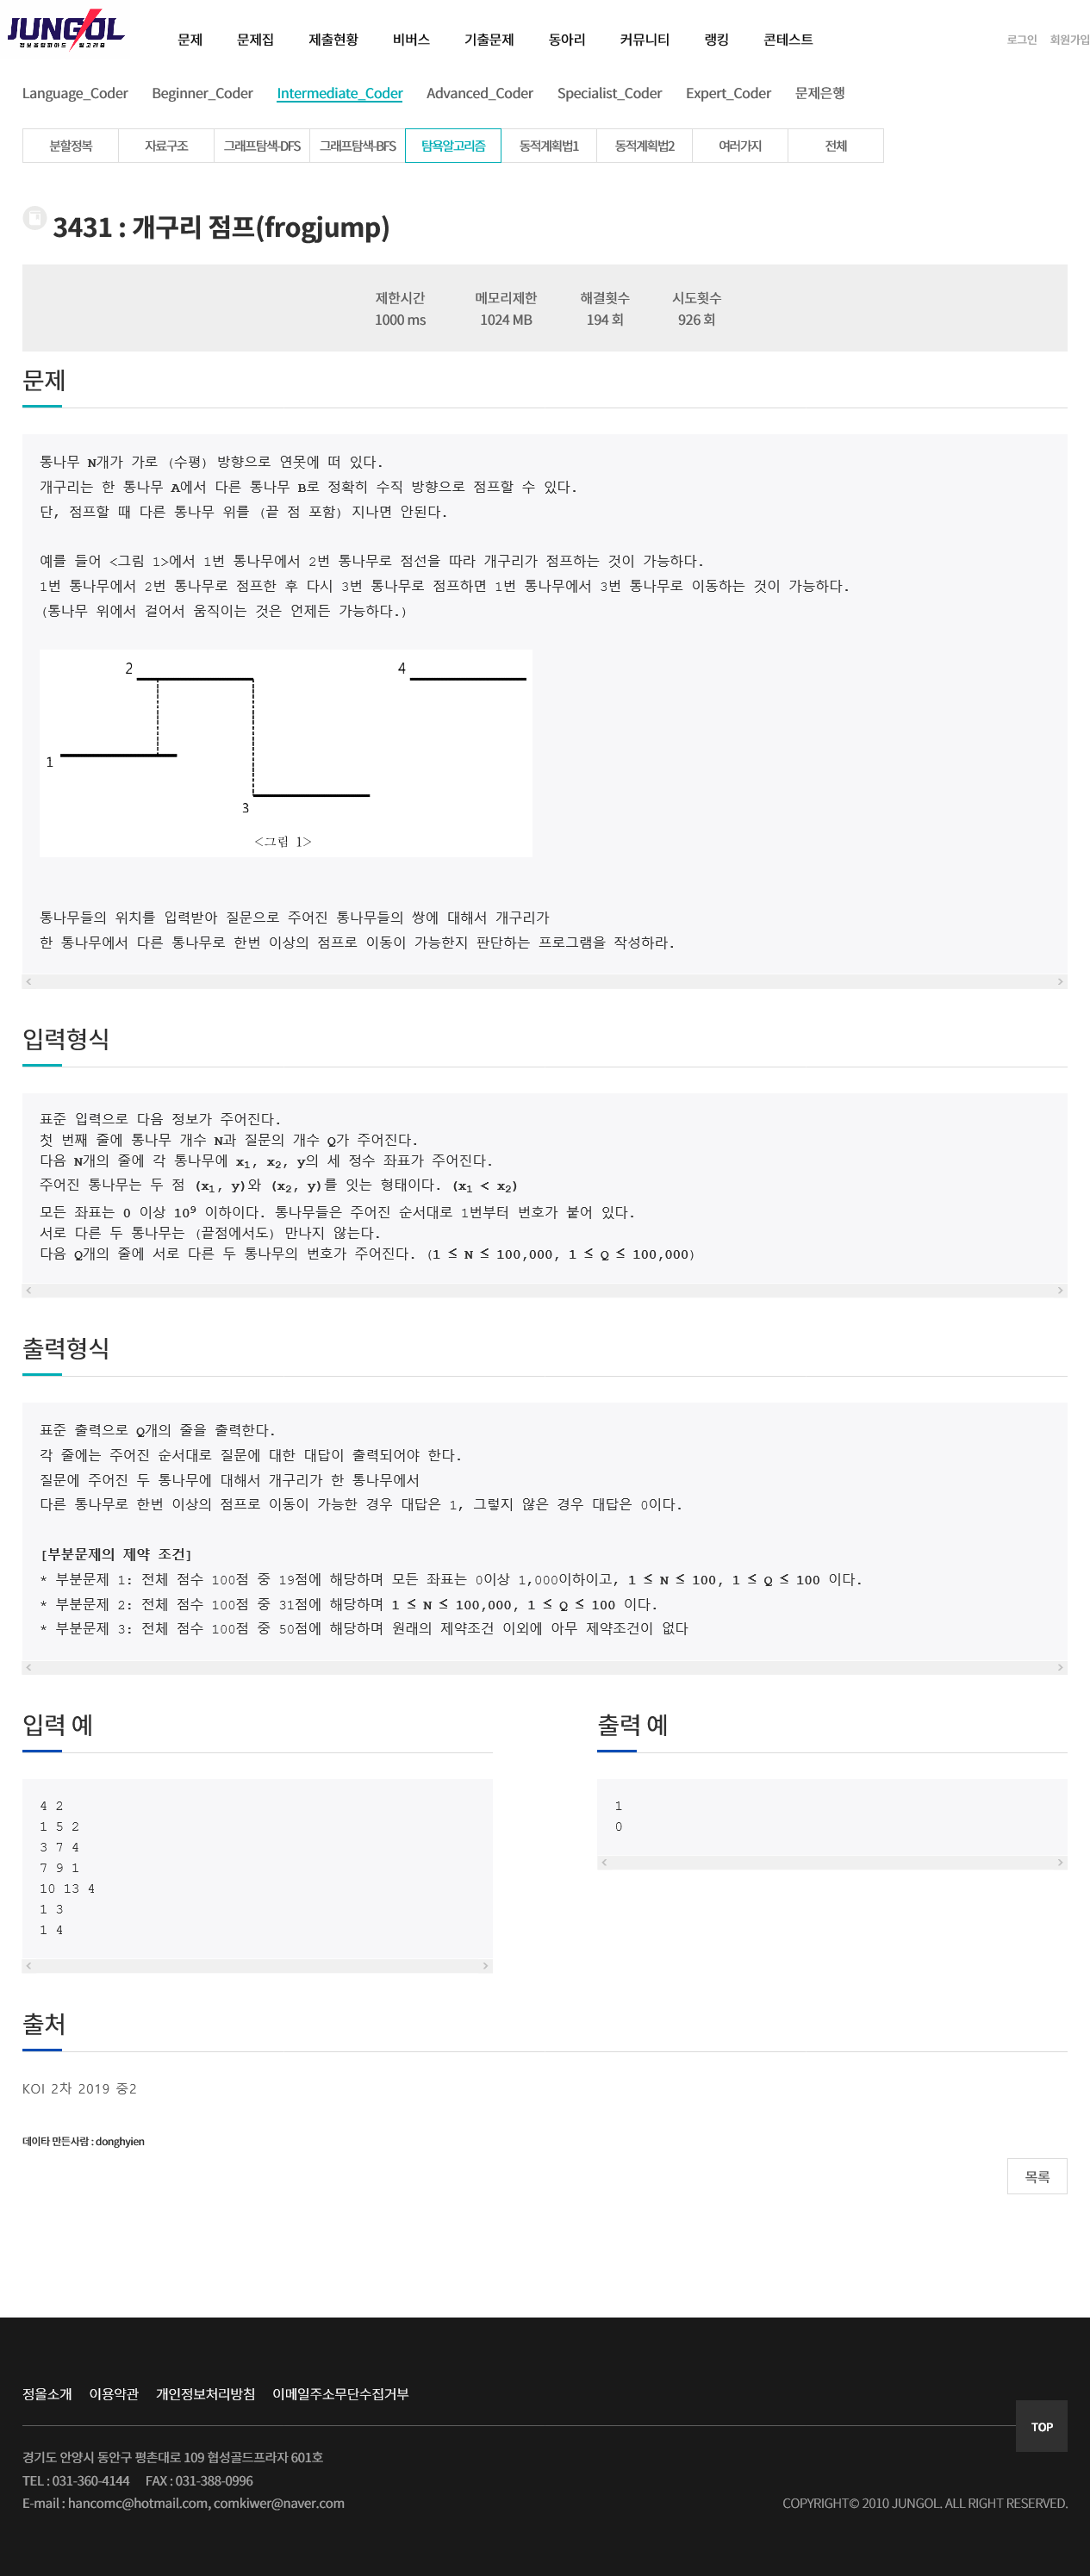 JUNGOL
정보올림피아드 & 알고리즘
문제 문제집 제출현황 비버스 기출문제 동아리 커뮤니티 랭킹 콘테스트 로그인 회원가입
Language_Coder Beginner_Coder Intermediate_Coder Advanced_Coder Specialist_Coder Expert_Coder 문제은행
분할정복 자료구조 그래프탐색-DFS 그래프탐색-BFS 탐욕알고리즘 동적계획법1 동적계획법2 여러가지 전체
3431 : 개구리 점프(frogjump)
제한시간 메모리제한 해결횟수 시도횟수
1000 ms 1024 MB 194 회 926 회
문제
통나무 N개가 가로 (수평) 방향으로 연못에 떠 있다.
개구리는 한 통나무 A에서 다른 통나무 B로 정확히 수직 방향으로 점프할 수 있다.
단, 점프할 때 다른 통나무 위를 (끝 점 포함) 지나면 안된다.
예를 들어 <그림 1>에서 1번 통나무에서 2번 통나무로 점선을 따라 개구리가 점프하는 것이 가능하다.
1번 통나무에서 2번 통나무로 점프한 후 다시 3번 통나무로 점프하면 1번 통나무에서 3번 통나무로 이동하는 것이 가능하다.
(통나무 위에서 걸어서 움직이는 것은 언제든 가능하다.)
2 4
1
3
<그림 1>
통나무들의 위치를 입력받아 질문으로 주어진 통나무들의 쌍에 대해서 개구리가
한 통나무에서 다른 통나무로 한번 이상의 점프로 이동이 가능한지 판단하는 프로그램을 작성하라.
입력형식
표준 입력으로 다음 정보가 주어진다.
첫 번째 줄에 통나무 개수 N과 질문의 개수 Q가 주어진다.
다음 N개의 줄에 각 통나무에 x1, x2, y의 세 정수 좌표가 주어진다.
주어진 통나무는 두 점 (x1, y)와 (x2, y)를 잇는 형태이다. (x1 < x2)
모든 좌표는 0 이상 10⁹ 이하이다. 통나무들은 주어진 순서대로 1번부터 번호가 붙어 있다.
서로 다른 두 통나무는 (끝점에서도) 만나지 않는다.
다음 Q개의 줄에 서로 다른 두 통나무의 번호가 주어진다. (1 ≤ N ≤ 100,000, 1 ≤ Q ≤ 100,000)
출력형식
표준 출력으로 Q개의 줄을 출력한다.
각 줄에는 주어진 순서대로 질문에 대한 대답이 출력되어야 한다.
질문에 주어진 두 통나무에 대해서 개구리가 한 통나무에서
다른 통나무로 한번 이상의 점프로 이동이 가능한 경우 대답은 1, 그렇지 않은 경우 대답은 0이다.
[부분문제의 제약 조건]
* 부분문제 1: 전체 점수 100점 중 19점에 해당하며 모든 좌표는 0이상 1,000이하이고, 1 ≤ N ≤ 100, 1 ≤ Q ≤ 100 이다.
* 부분문제 2: 전체 점수 100점 중 31점에 해당하며 1 ≤ N ≤ 100,000, 1 ≤ Q ≤ 100 이다.
* 부분문제 3: 전체 점수 100점 중 50점에 해당하며 원래의 제약조건 이외에 아무 제약조건이 없다
입력 예
4 2
1 5 2
3 7 4
7 9 1
10 13 4
1 3
1 4
출력 예
1
0
출처
KOI 2차 2019 중2
데이타 만든사람 : donghyien
목록
정올소개 이용약관 개인정보처리방침 이메일주소무단수집거부
TOP
경기도 안양시 동안구 평촌대로 109 협성골드프라자 601호
TEL : 031-360-4144 FAX : 031-388-0996
E-mail : hancomc@hotmail.com, comkiwer@naver.com
COPYRIGHT© 2010 JUNGOL. ALL RIGHT RESERVED.